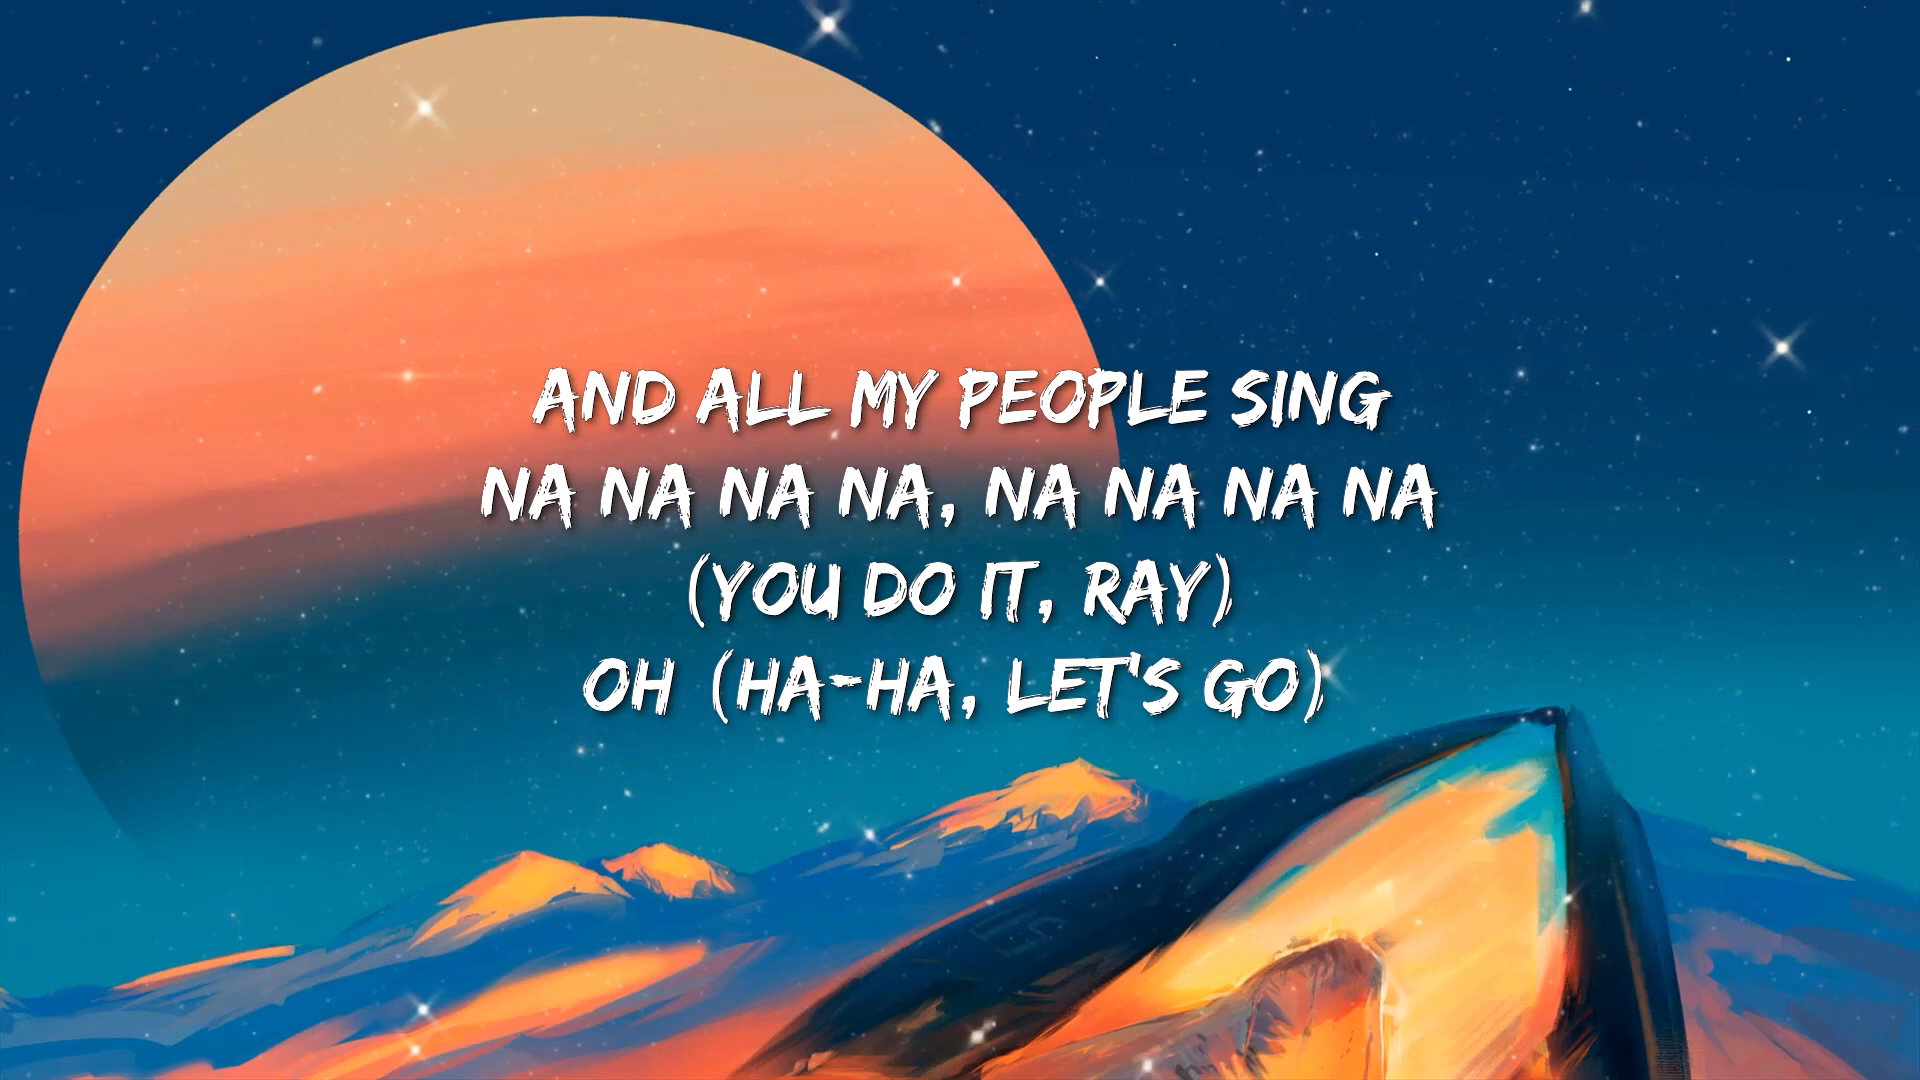 AND ALL MY PEOPLE SING
NA NA NA NA, NA NA NA NA
(YOU DO IT, RAY)
OH (HA-HA, LET'S GO)